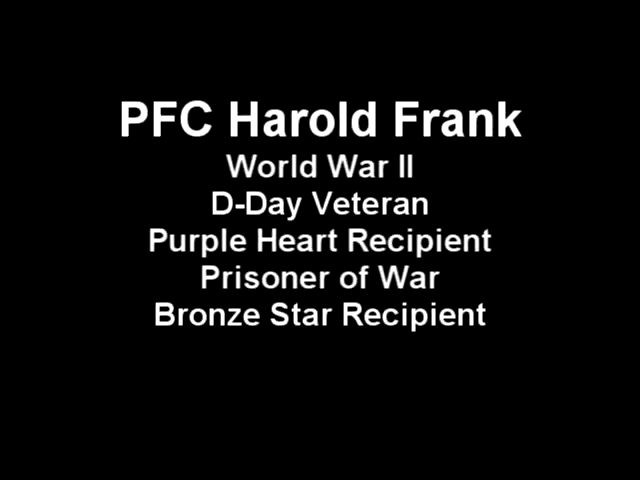 PFC Harold Frank
World War II
D-Day Veteran
Purple Heart Recipient
Prisoner of War
Bronze Star Recipient